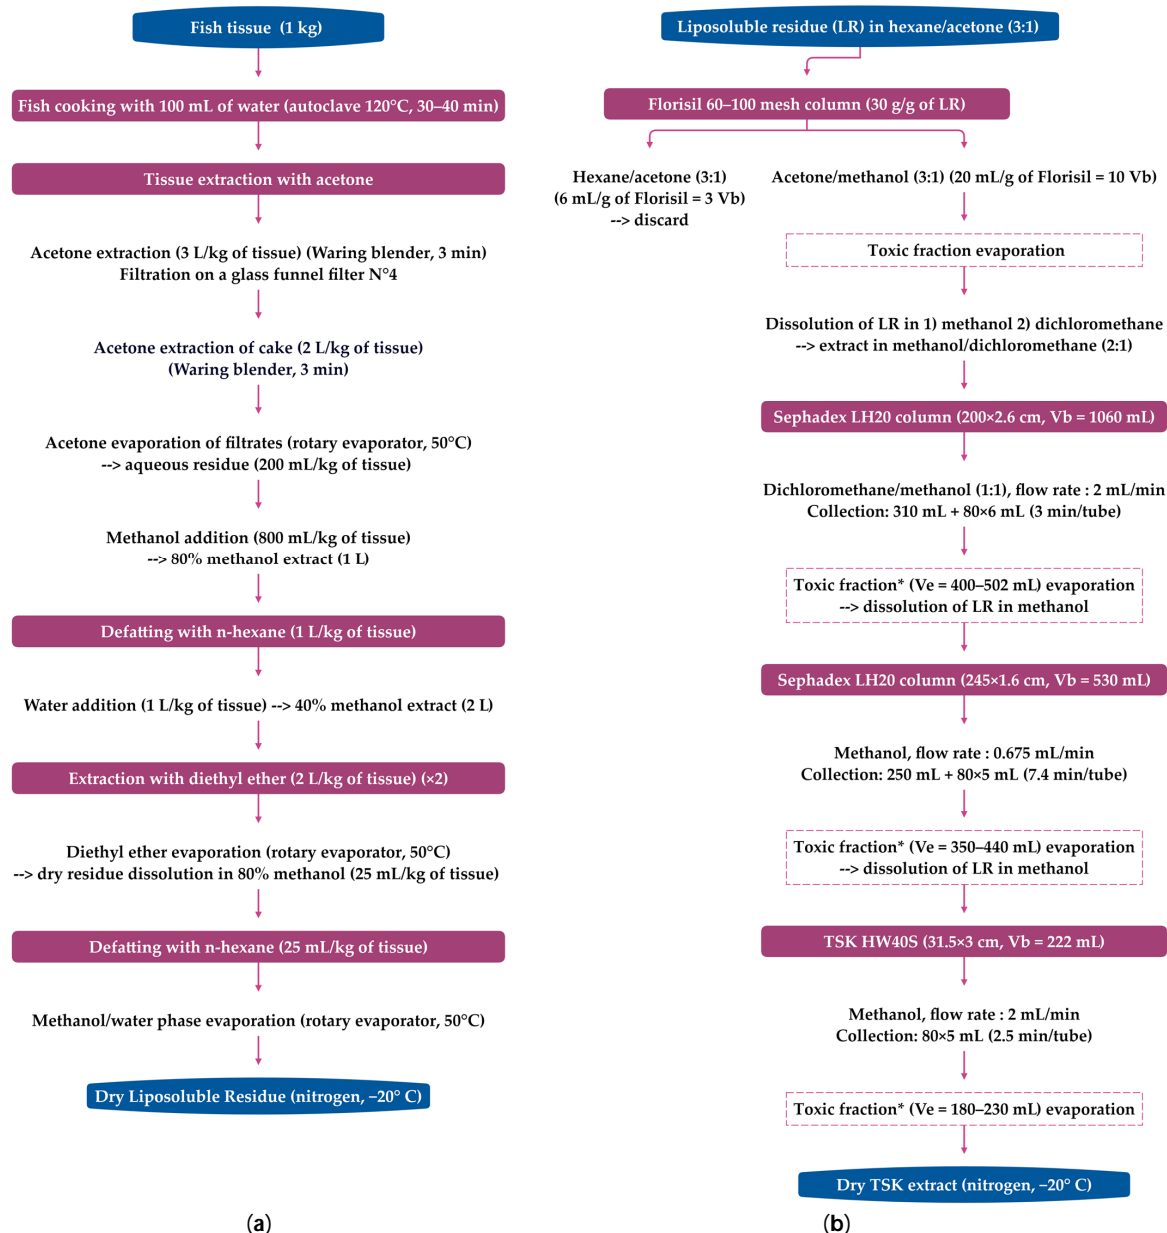 Fish tissue (1 kg)
Fish cooking with 100 mL of water (autoclave 120°C, 30–40 min)
Tissue extraction with acetone
Acetone extraction (3 L/kg of tissue) (Waring blender, 3 min)
Filtration on a glass funnel filter N°4
Acetone extraction of cake (2 L/kg of tissue)
(Waring blender, 3 min)
Acetone evaporation of filtrates (rotary evaporator, 50°C)
--> aqueous residue (200 mL/kg of tissue)
Methanol addition (800 mL/kg of tissue)
--> 80% methanol extract (1 L)
Defatting with n-hexane (1 L/kg of tissue)
Water addition (1 L/kg of tissue) --> 40% methanol extract (2 L)
Extraction with diethyl ether (2 L/kg of tissue) (×2)
Diethyl ether evaporation (rotary evaporator, 50°C)
--> dry residue dissolution in 80% methanol (25 mL/kg of tissue)
Defatting with n-hexane (25 mL/kg of tissue)
Methanol/water phase evaporation (rotary evaporator, 50°C)
Dry Liposoluble Residue (nitrogen, –20° C)
(a)
Liposoluble residue (LR) in hexane/acetone (3:1)
Florisil 60–100 mesh column (30 g/g of LR)
Hexane/acetone (3:1)
(6 mL/g of Florisil = 3 Vb)
--> discard
Acetone/methanol (3:1) (20 mL/g of Florisil = 10 Vb)
Toxic fraction evaporation
Dissolution of LR in 1) methanol 2) dichloromethane
--> extract in methanol/dichloromethane (2:1)
Sephadex LH20 column (200×2.6 cm, Vb = 1060 mL)
Dichloromethane/methanol (1:1), flow rate : 2 mL/min
Collection: 310 mL + 80×6 mL (3 min/tube)
Toxic fraction* (Ve = 400–502 mL) evaporation
--> dissolution of LR in methanol
Sephadex LH20 column (245×1.6 cm, Vb = 530 mL)
Methanol, flow rate : 0.675 mL/min
Collection: 250 mL + 80×5 mL (7.4 min/tube)
Toxic fraction* (Ve = 350–440 mL) evaporation
--> dissolution of LR in methanol
TSK HW40S (31.5×3 cm, Vb = 222 mL)
Methanol, flow rate : 2 mL/min
Collection: 80×5 mL (2.5 min/tube)
Toxic fraction* (Ve = 180–230 mL) evaporation
Dry TSK extract (nitrogen, –20° C)
(b)